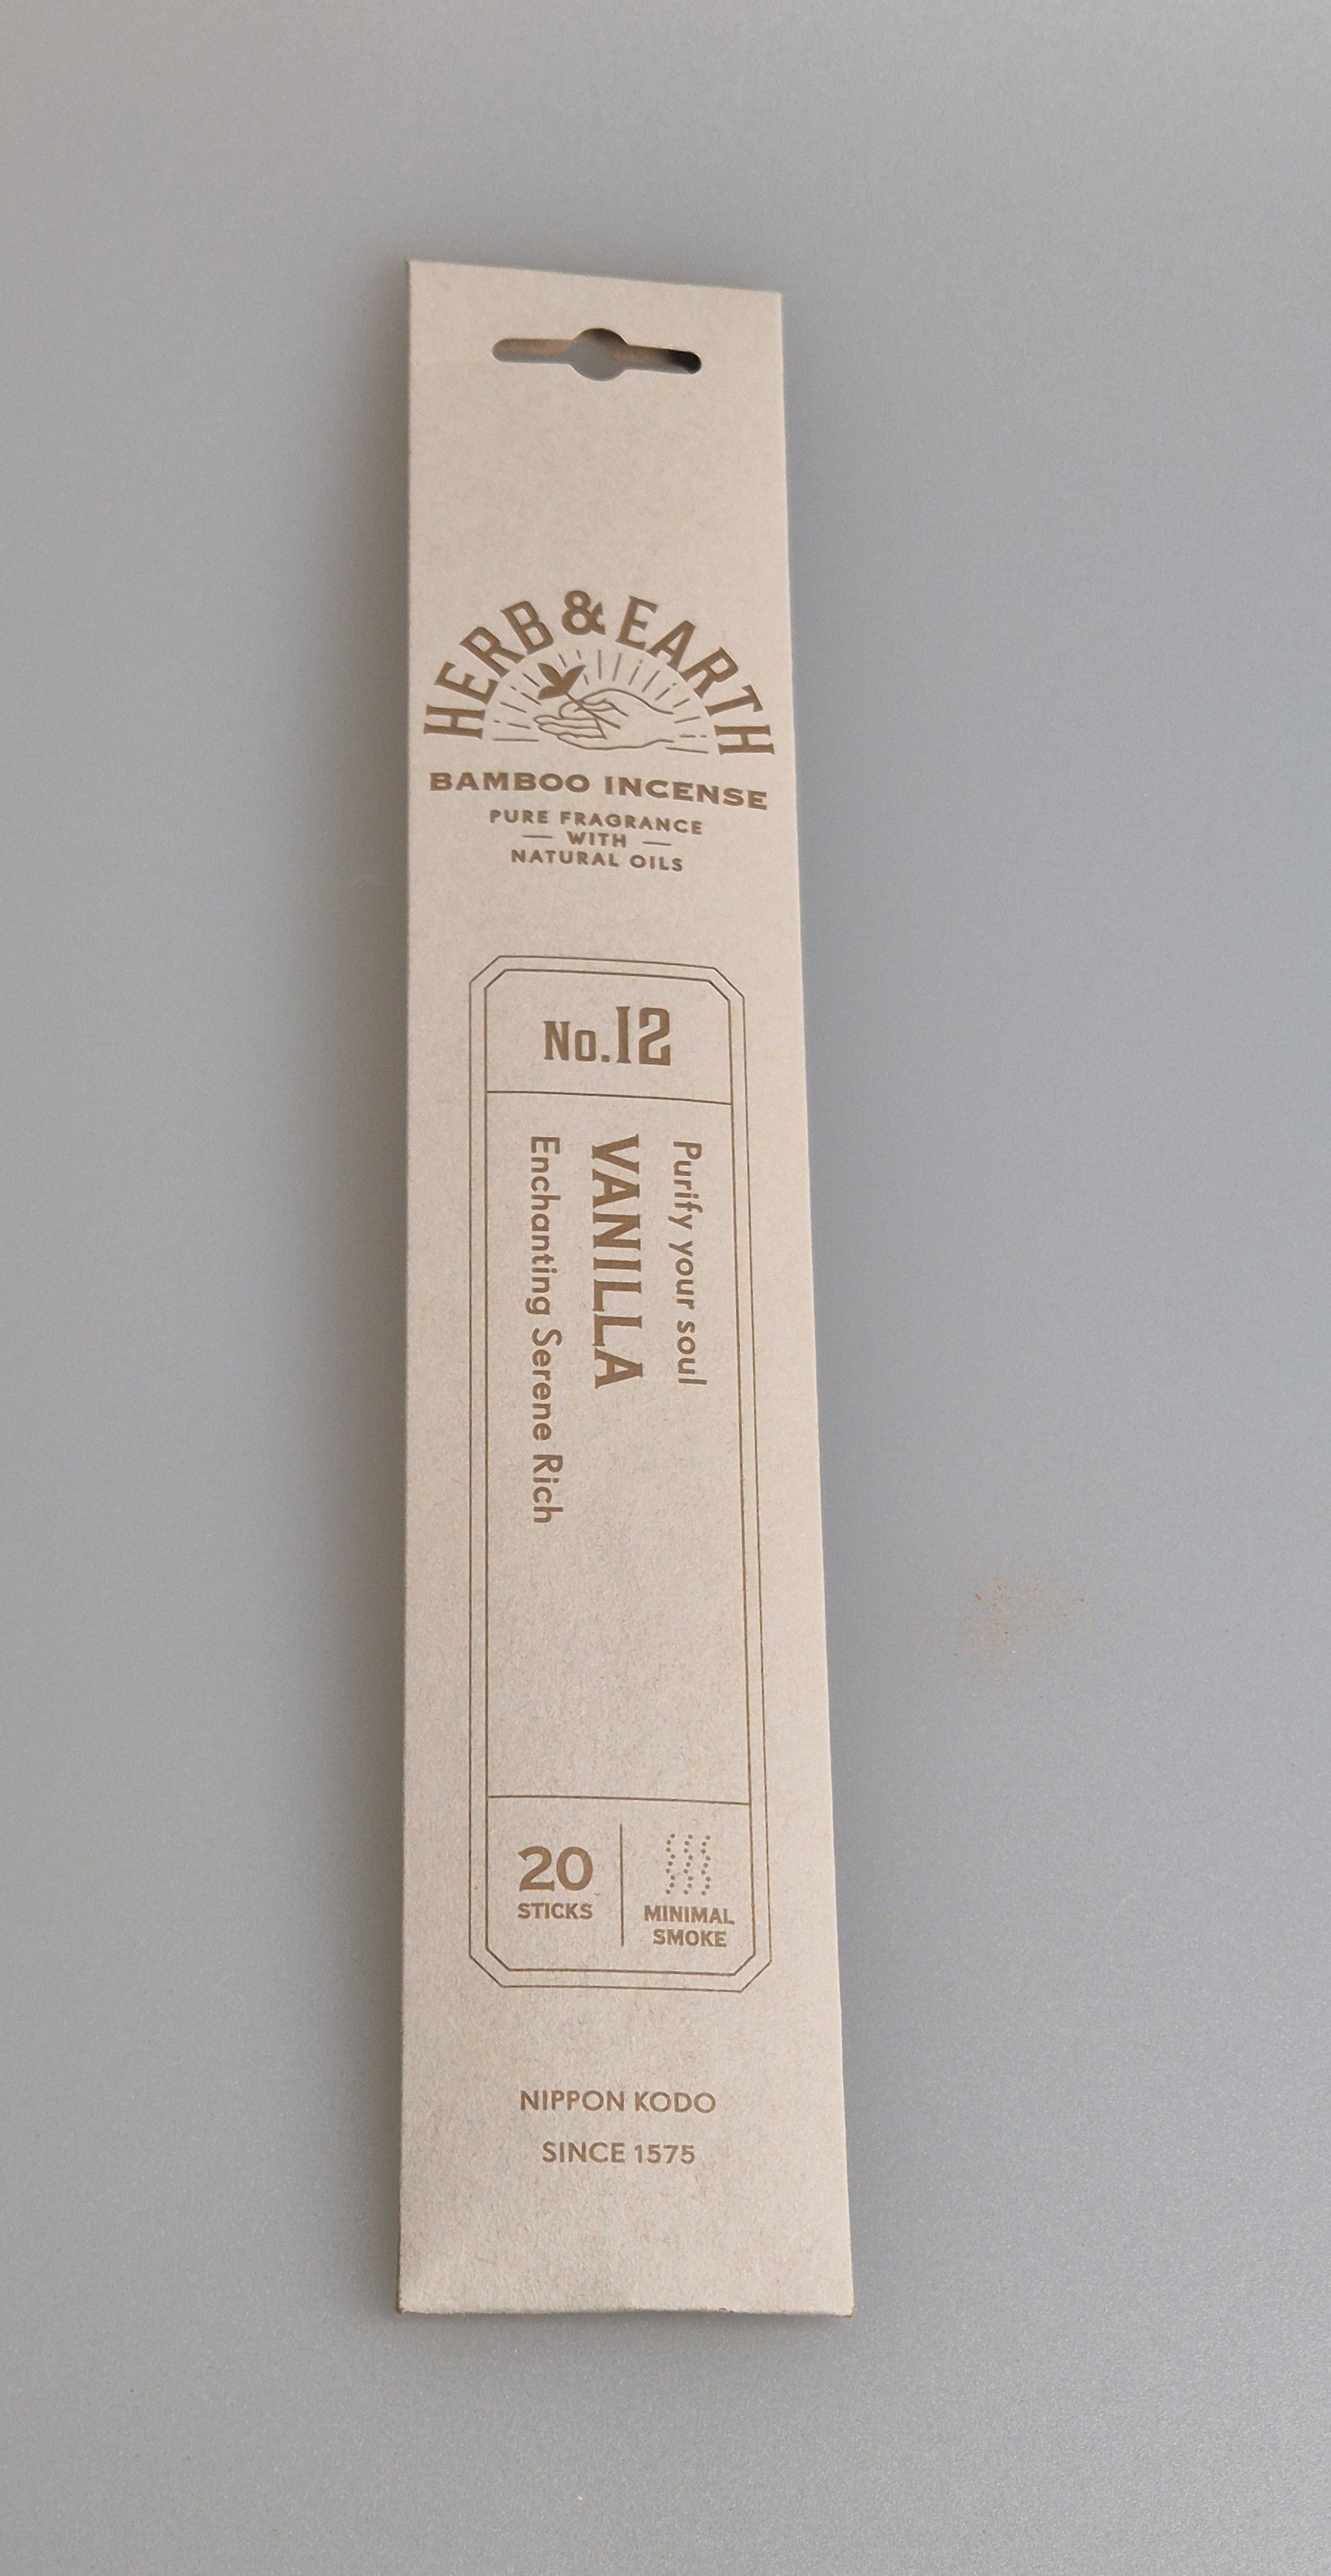 HERB & EARTH
BAMBOO INCENSE
PURE FRAGRANCE
WITH
NATURAL OILS
No.12
Purify your soul
VANILLA
Enchanting Serene Rich
20
STICKS
MINIMAL
SMOKE
NIPPON KODO
SINCE 1575